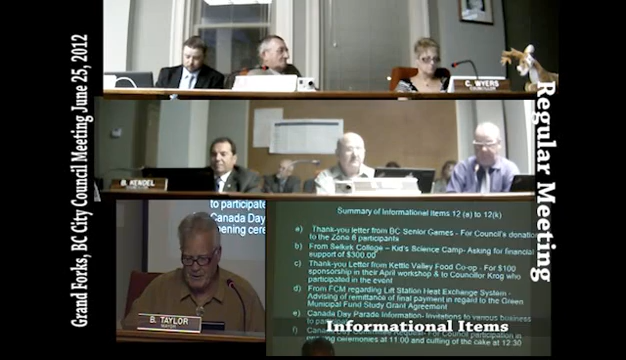 Grand Forks, BC City Council Meeting June 25, 2012
Regular Meeting
C. WYERS
B. KENDEL
B. TAYLOR
to participate
Canada Day
ening cere
Summary of Informational Items 12 (a) to 12(k)
a) Thank-you letter from BC Senior Games - For Council's donation
to the Zone 6 participants
b) From Selkirk College – Kid's Science Camp- Asking for financial
support of $300.00
c) Thank-you Letter from Kettle Valley Food Co-op - For $100
sponsorship in their April workshop & to Councillor Krog who
participated in the event
d) From FCM regarding Lift Station Heat Exchange System -
Advising of remittance of final payment in regard to the Green
Municipal Fund Study Grant Agreement
e) Canada Day Parade Information- Invitations to various business
to
Informational Items
ceremonies at 11:00 and cutting of the cake at 12:30